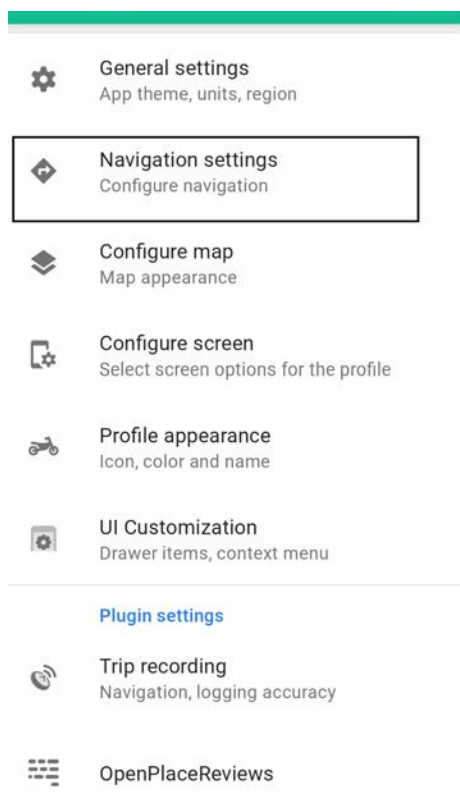 General settings
App theme, units, region
Navigation settings
Configure navigation
Configure map
Map appearance
Configure screen
Select screen options for the profile
Profile appearance
Icon, color and name
UI Customization
Drawer items, context menu
Plugin settings
Trip recording
Navigation, logging accuracy
OpenPlaceReviews